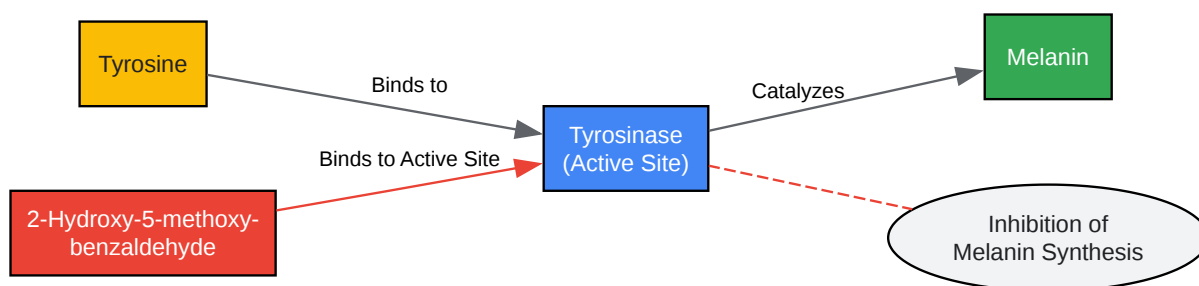 Tyrosine
Binds to
Catalyzes
Melanin
Tyrosinase
(Active Site)
Binds to Active Site
2-Hydroxy-5-methoxy-
benzaldehyde
Inhibition of
Melanin Synthesis